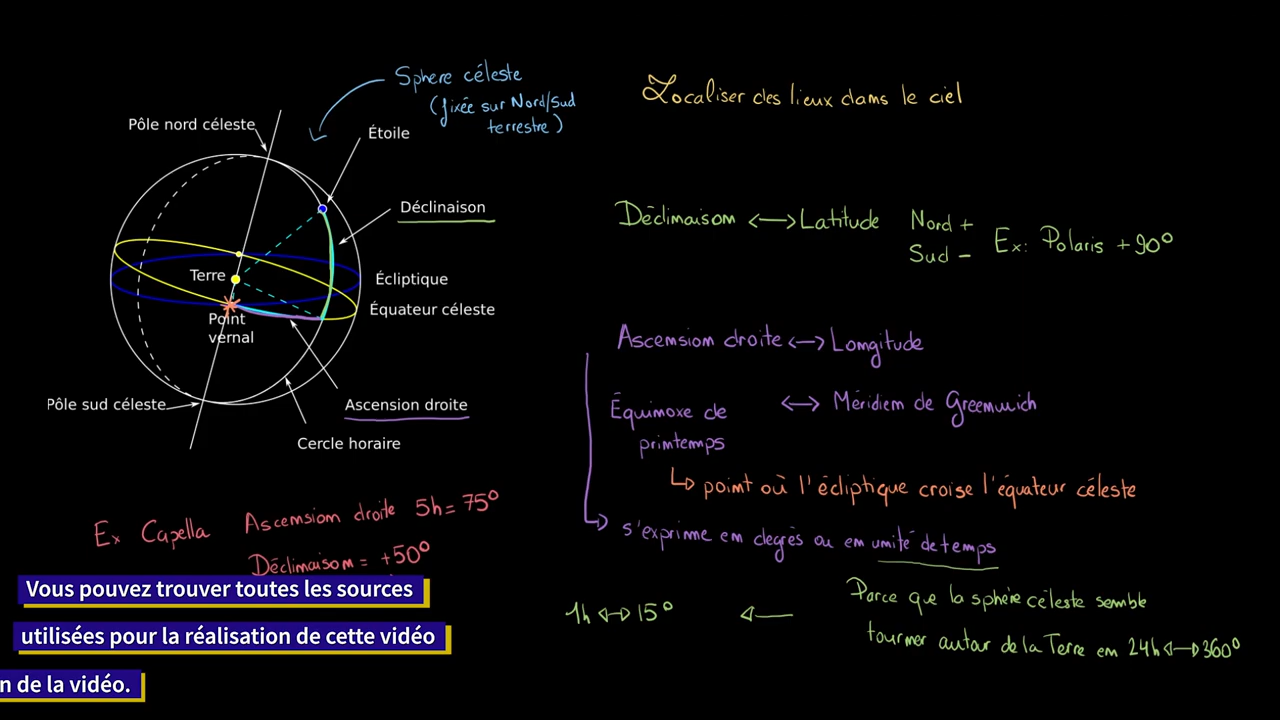 Sphere céleste
(fixée sur Nord/Sud
terrestre)
Localiser des lieux dans le ciel
Pôle nord céleste
Étoile
Déclinaison
Déclinaison <-> Latitude Nord + Ex: Polaris +90°
Sud -
Terre
Écliptique
Équateur céleste
Point
vernal
Pôle sud céleste
Ascension droite
Cercle horaire
Ascension droite <-> Longitude
Équinoxe de <-> Méridien de Greenwich
printemps
↳ point où l'écliptique croise l'équateur céleste
s'exprime en degrès ou en unité de temps
Ex Capella Ascension droite 5h = 75°
Déclinaison = +50°
Parce que la sphère céleste semble
tourner autour de la Terre en 24h <-> 360°
1h <-> 15° <-
Vous pouvez trouver toutes les sources
utilisées pour la réalisation de cette vidéo
n de la vidéo.